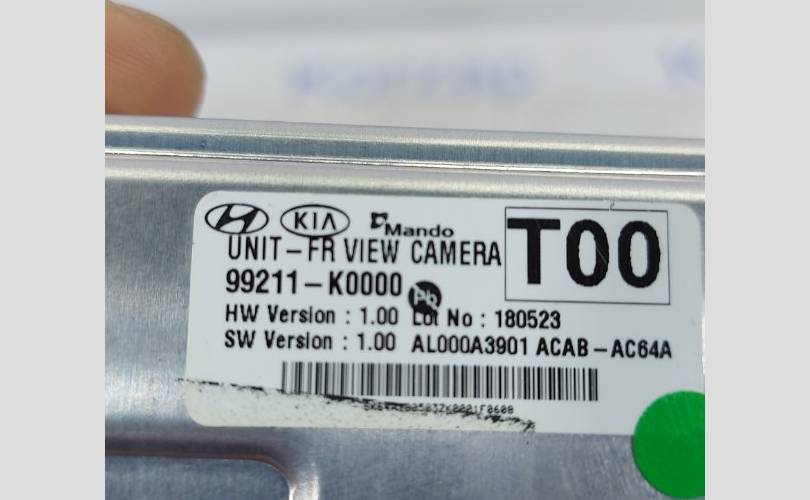 KIA Mando
UNIT-FR VIEW CAMERA
T00
99211-K0000
Pb
HW Version : 1.00 Lot No : 180523
SW Version : 1.00 AL000A3901 ACAB-AC64A